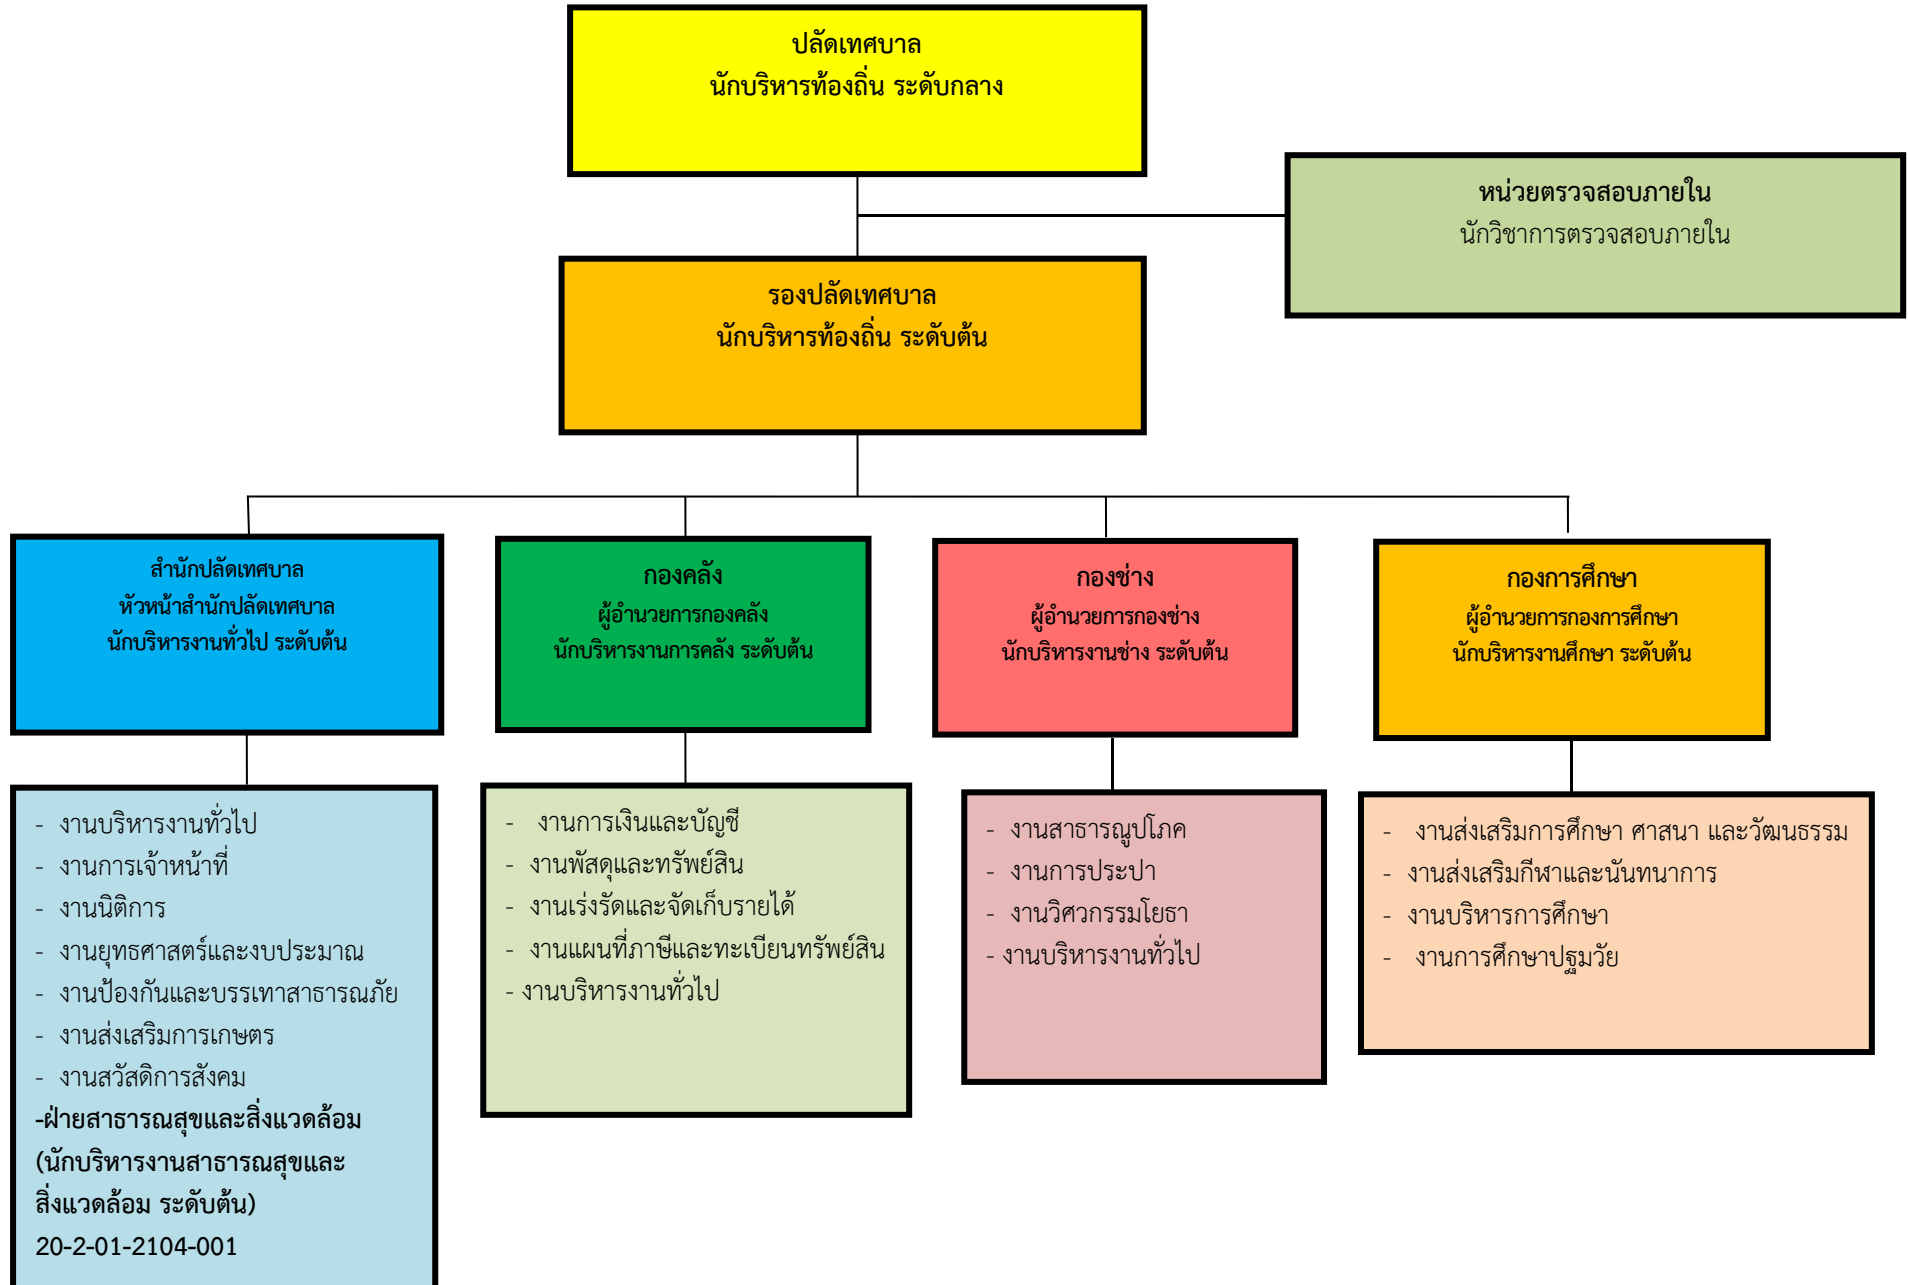 ปลัดเทศบาล
นักบริหารท้องถิ่น ระดับกลาง
หน่วยตรวจสอบภายใน
นักวิชาการตรวจสอบภายใน
รองปลัดเทศบาล
นักบริหารท้องถิ่น ระดับต้น
สำนักปลัดเทศบาล
หัวหน้าสำนักปลัดเทศบาล
นักบริหารงานทั่วไป ระดับต้น
กองคลัง
ผู้อำนวยการกองคลัง
นักบริหารงานการคลัง ระดับต้น
กองช่าง
ผู้อำนวยการกองช่าง
นักบริหารงานช่าง ระดับต้น
กองการศึกษา
ผู้อำนวยการกองการศึกษา
นักบริหารงานศึกษา ระดับต้น
- งานบริหารงานทั่วไป
- งานการเจ้าหน้าที่
- งานนิติการ
- งานยุทธศาสตร์และงบประมาณ
- งานป้องกันและบรรเทาสาธารณภัย
- งานส่งเสริมการเกษตร
- งานสวัสดิการสังคม
-ฝ่ายสาธารณสุขและสิ่งแวดล้อม
(นักบริหารงานสาธารณสุขและ
สิ่งแวดล้อม ระดับต้น)
20-2-01-2104-001
- งานการเงินและบัญชี
- งานพัสดุและทรัพย์สิน
- งานเร่งรัดและจัดเก็บรายได้
- งานแผนที่ภาษีและทะเบียนทรัพย์สิน
- งานบริหารงานทั่วไป
- งานสาธารณูปโภค
- งานการประปา
- งานวิศวกรรมโยธา
- งานบริหารงานทั่วไป
- งานส่งเสริมการศึกษา ศาสนา และวัฒนธรรม
- งานส่งเสริมกีฬาและนันทนาการ
- งานบริหารการศึกษา
- งานการศึกษาปฐมวัย